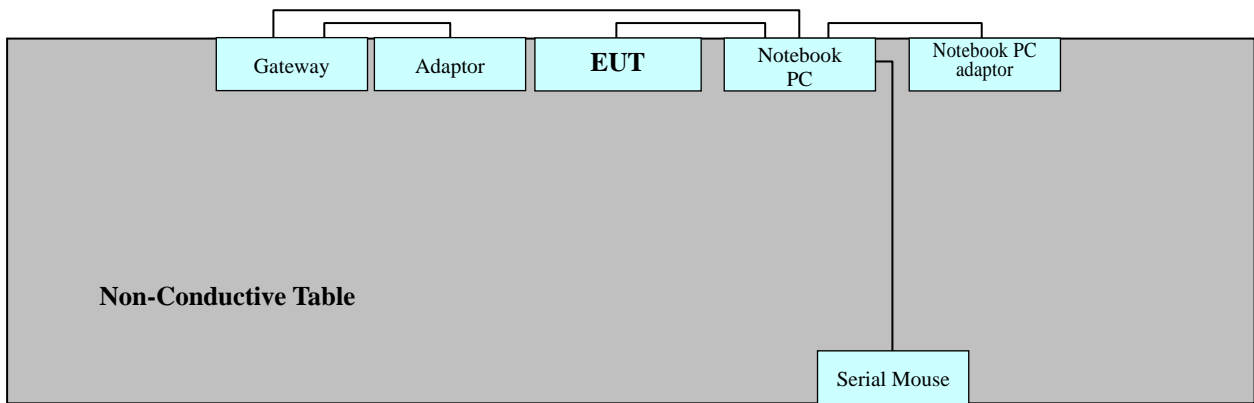 Gateway
Adaptor
EUT
Notebook
PC
Notebook PC
adaptor
Non-Conductive Table
Serial Mouse